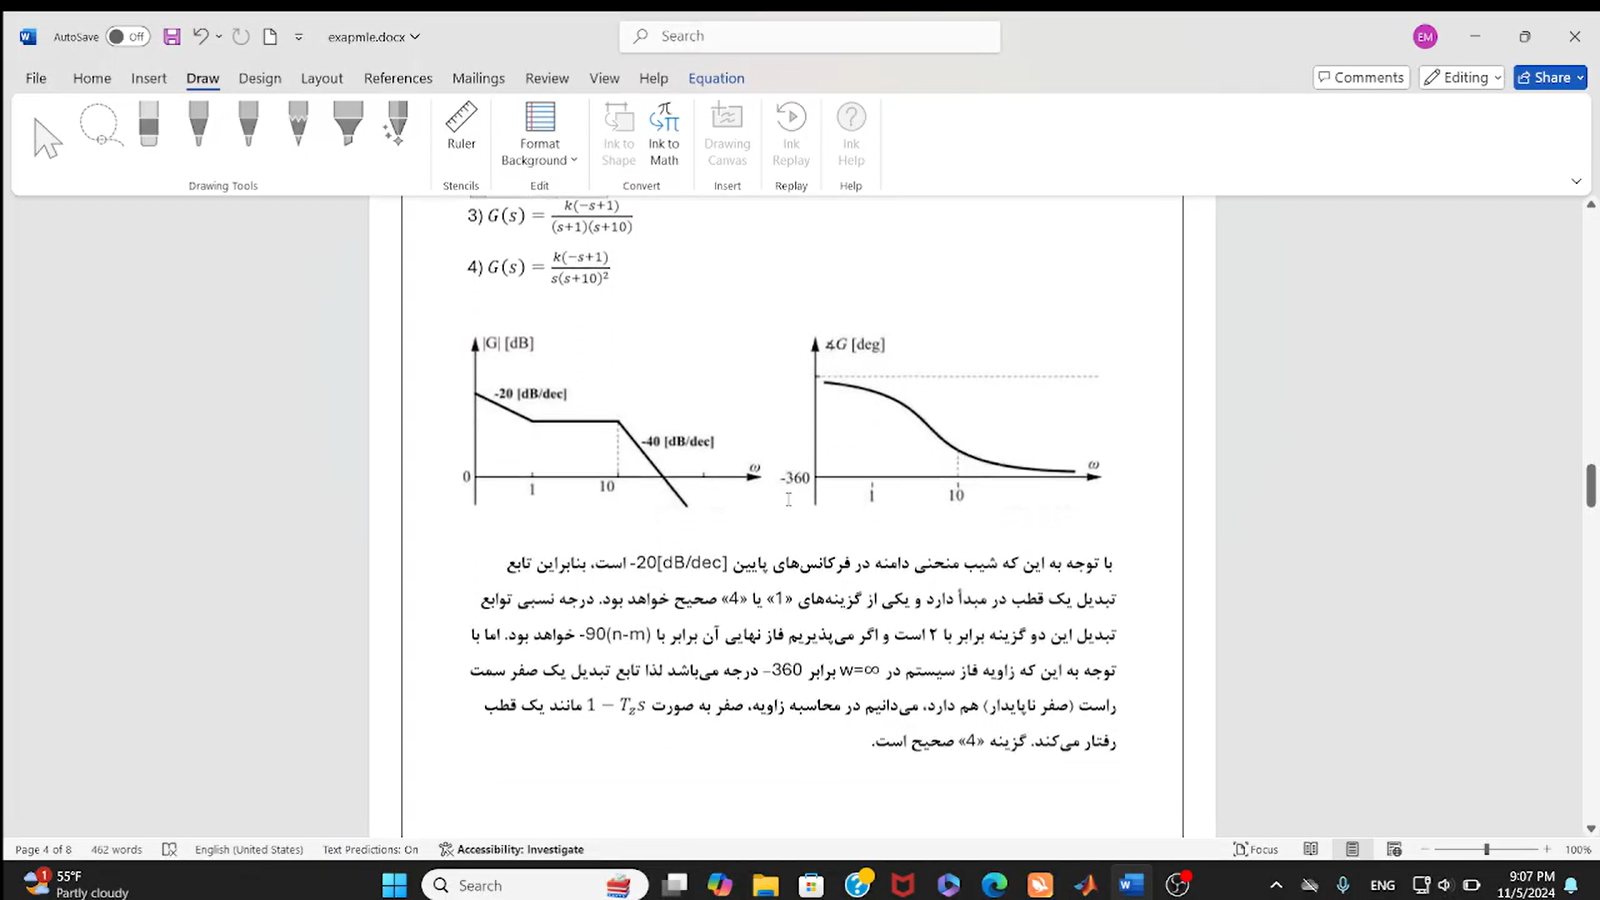 AutoSave Off exapmle.docx Search EM
File Home Insert Draw Design Layout References Mailings Review View Help Equation Comments Editing Share
Ruler Format Background Ink to Shape Ink to Math Drawing Canvas Ink Replay Ink Help
Drawing Tools Stencils Edit Convert Insert Replay Help
3) G(s) = k(−s+1)/(s+1)(s+10)
4) G(s) = k(−s+1)/s(s+10)²
|G| [dB] ∡G [deg]
-20 [dB/dec]
-40 [dB/dec]
0 1 10 ω -360 1 10 ω
با توجه به این که شیب منحنی دامنه در فرکانس‌های پایین -20[dB/dec] است، بنابراین تابع
تبدیل یک قطب در مبدأ دارد و یکی از گزینه‌های «1» یا «4» صحیح خواهد بود. درجه نسبی توابع
تبدیل این دو گزینه برابر با ۲ است و اگر می‌پذیریم فاز نهایی آن برابر با -90(n-m) خواهد بود. اما با
توجه به این که زاویه فاز سیستم در w=∞ برابر 360- درجه می‌باشد لذا تابع تبدیل یک صفر سمت
راست (صفر ناپایدار) هم دارد، می‌دانیم در محاسبه زاویه، صفر به صورت 1 − T_z s مانند یک قطب
رفتار می‌کند. گزینه «4» صحیح است.
Page 4 of 8 462 words English (United States) Text Predictions: On Accessibility: Investigate Focus 100%
1 55°F Partly cloudy Search ENG 9:07 PM 11/5/2024